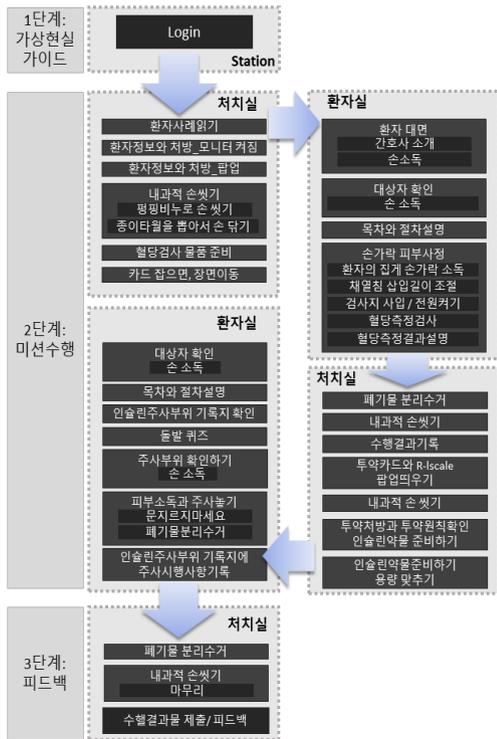 1단계:
가상현실
가이드
Login
Station
2단계:
미션수행
처치실
환자사례읽기
환자정보와 처방_모니터 켜짐
환자정보와 처방_팝업
내과적 손씻기
펑핑비누로 손 씻기
종이타월을 뽑아서 손 닦기
혈당검사 물품 준비
카드 잡으면, 장면이동
환자실
환자 대면
간호사 소개
손소독
대상자 확인
손 소독
목차와 절차설명
손가락 피부사정
환자의 집게 손가락 소독
채열침 삽입길이 조절
검사지 사입 / 전원켜기
혈당측정검사
혈당측정결과설명
처치실
폐기물 분리수거
내과적 손씻기
수행결과기록
투약카드와 R-Iscale
팝업띄우기
내과적 손 씻기
투약처방과 투약원칙확인
인슐린약물 준비하기
인슐린약물준비하기
용량 맞추기
환자실
대상자 확인
손 소독
목차와 절차설명
인슐린주사부위 기록지 확인
돌발 퀴즈
주사부위 확인하기
손 소독
피부소독과 주사놓기
문지르지마세요
폐기물분리수거
인슐린주사부위 기록지에
주사시행사항기록
3단계:
피드백
처치실
폐기물 분리수거
내과적 손씻기
마무리
수행결과물 제출/ 피드백